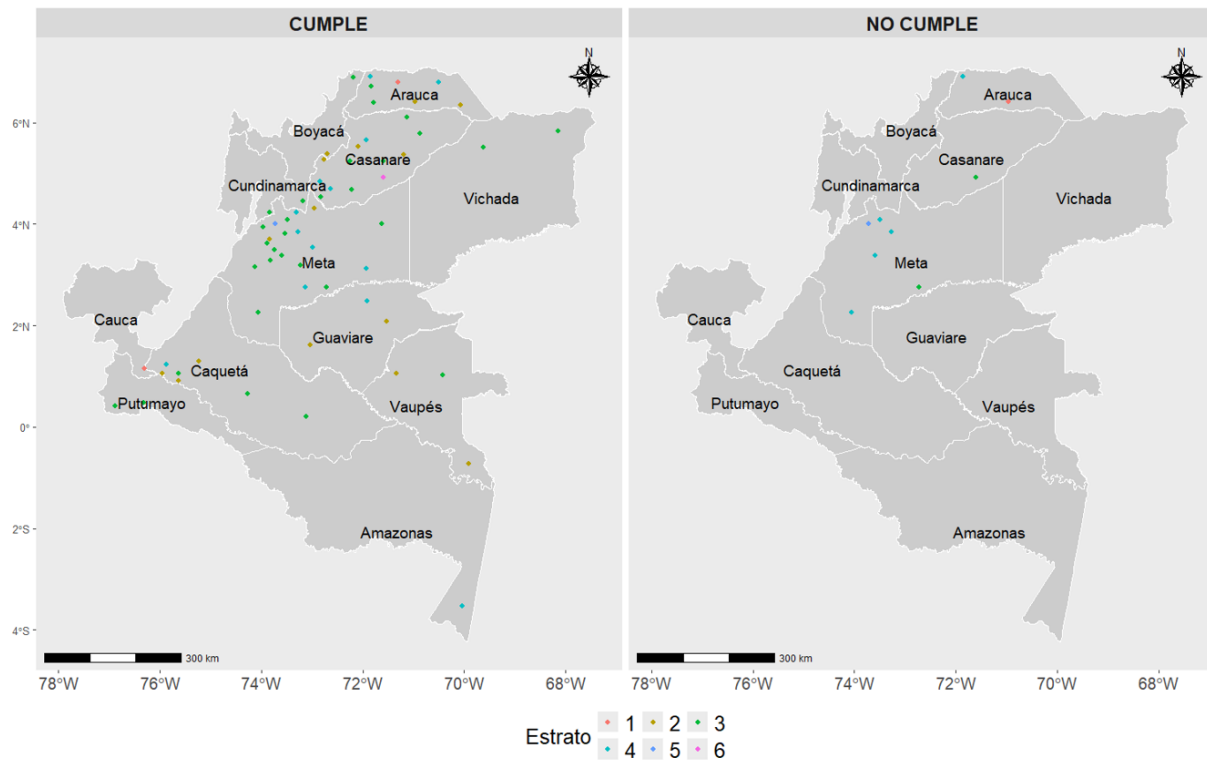 CUMPLE
NO CUMPLE
N
N
Arauca
Arauca
6°N
Boyacá
Boyacá
Casanare
Casanare
Cundinamarca
Cundinamarca
Vichada
Vichada
4°N
Meta
Meta
2°N
Cauca
Cauca
Guaviare
Guaviare
Caquetá
Caquetá
Putumayo
Vaupés
Putumayo
Vaupés
0°
2°S
Amazonas
Amazonas
4°S
300 km
300 km
78°W 76°W 74°W 72°W 70°W 68°W
78°W 76°W 74°W 72°W 70°W 68°W
Estrato
1 2 3
4 5 6